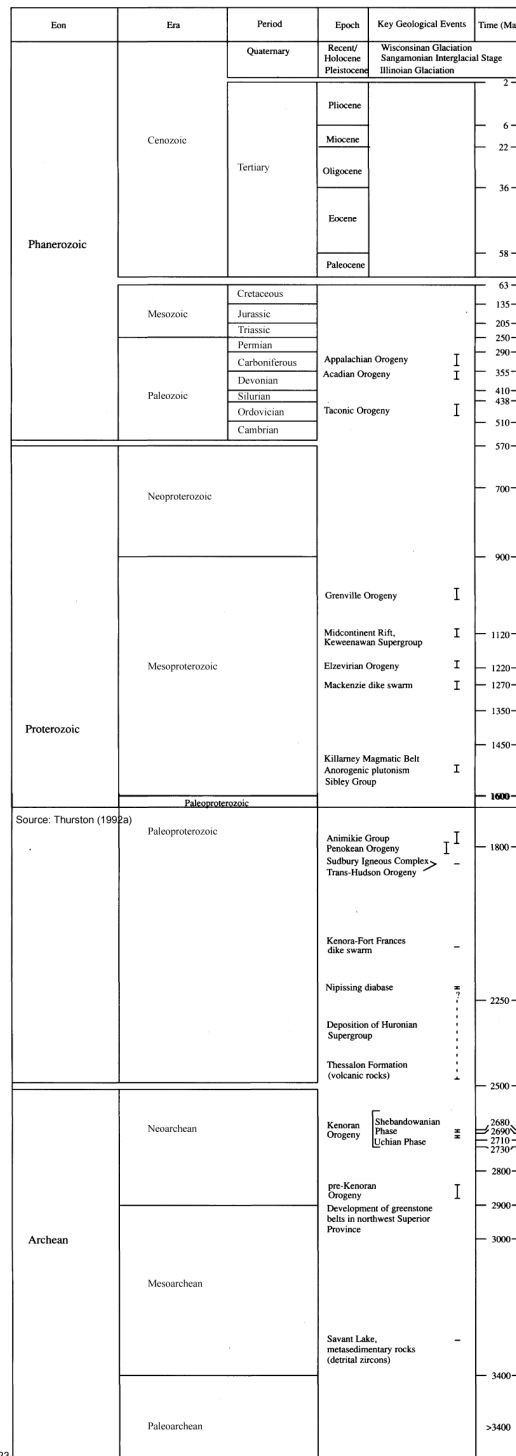 Eon Era Period Epoch Key Geological Events Time (Ma
Quaternary Recent/ Wisconsinan Glaciation
Holocene Sangamonian Interglacial Stage
Pleistocene Illinoian Glaciation
2
Pliocene
6
Cenozoic Miocene
22
Tertiary Oligocene
36
Eocene
Phanerozoic
58
Paleocene
63
Cretaceous
135
Mesozoic Jurassic
205
Triassic
250
Permian
290
Carboniferous Appalachian Orogeny
355
Devonian Acadian Orogeny
Paleozoic
410
Silurian
438
Ordovician Taconic Orogeny
510
Cambrian
570
Neoproterozoic
700
900
Grenville Orogeny
Midcontinent Rift, 1120
Keweenawan Supergroup
Mesoproterozoic Elzevirian Orogeny 1220
Mackenzie dike swarm 1270
1350
Proterozoic
1450
Killarney Magmatic Belt
Anorogenic plutonism
Sibley Group
1600
Paleoproterozoic
Source: Thurston (1992a)
Paleoproterozoic
Animikie Group
Penokean Orogeny 1800
Sudbury Igneous Complex
Trans-Hudson Orogeny
Kenora-Fort Frances
dike swarm
Nipissing diabase
?
2250
Deposition of Huronian
Supergroup
Thessalon Formation
(volcanic rocks)
2500
Neoarchean Kenoran Shebandowanian 2680
Orogeny Phase 2690
Uchian Phase 2710
2730
2800
pre-Kenoran
Orogeny
2900
Development of greenstone
belts in northwest Superior
Province
Archean 3000
Mesoarchean
Savant Lake,
metasedimentary rocks
(detrital zircons)
3400
Paleoarchean >3400
23